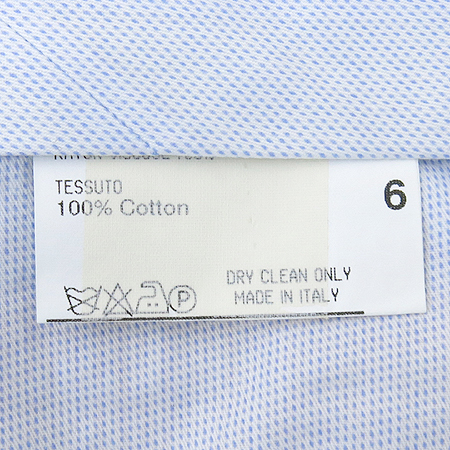 TESSUTO
100% Cotton
6
DRY CLEAN ONLY
MADE IN ITALY
P